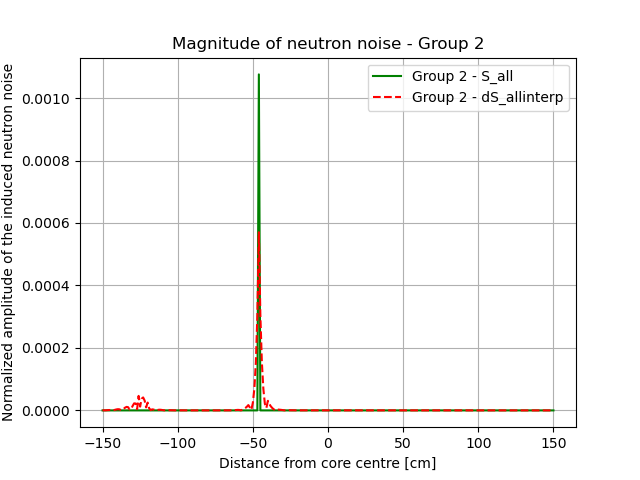 Magnitude of neutron noise - Group 2
Group 2 - S_all
Group 2 - dS_allinterp
Normalized amplitude of the induced neutron noise
0.0010
0.0008
0.0006
0.0004
0.0002
0.0000
−150 −100 −50 0 50 100 150
Distance from core centre [cm]